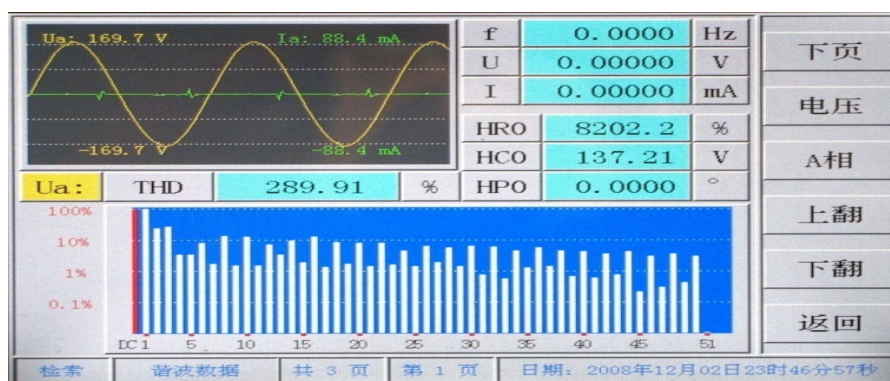 Ua: 169.7 V Ia: 88.4 mA
-169.7 V -88.4 mA
f 0.0000 Hz
U 0.00000 V
I 0.00000 mA
HR0 8202.2 %
HC0 137.21 V
HP0 0.0000 °
Ua: THD 289.91 %
100%
10%
1%
0.1%
DC 1 5 10 15 20 25 30 35 40 45 51
下页
电压
A相
上翻
下翻
返回
检索 谐波数据 共 3 页 第 1 页 日期: 2008年12月02日23时46分57秒